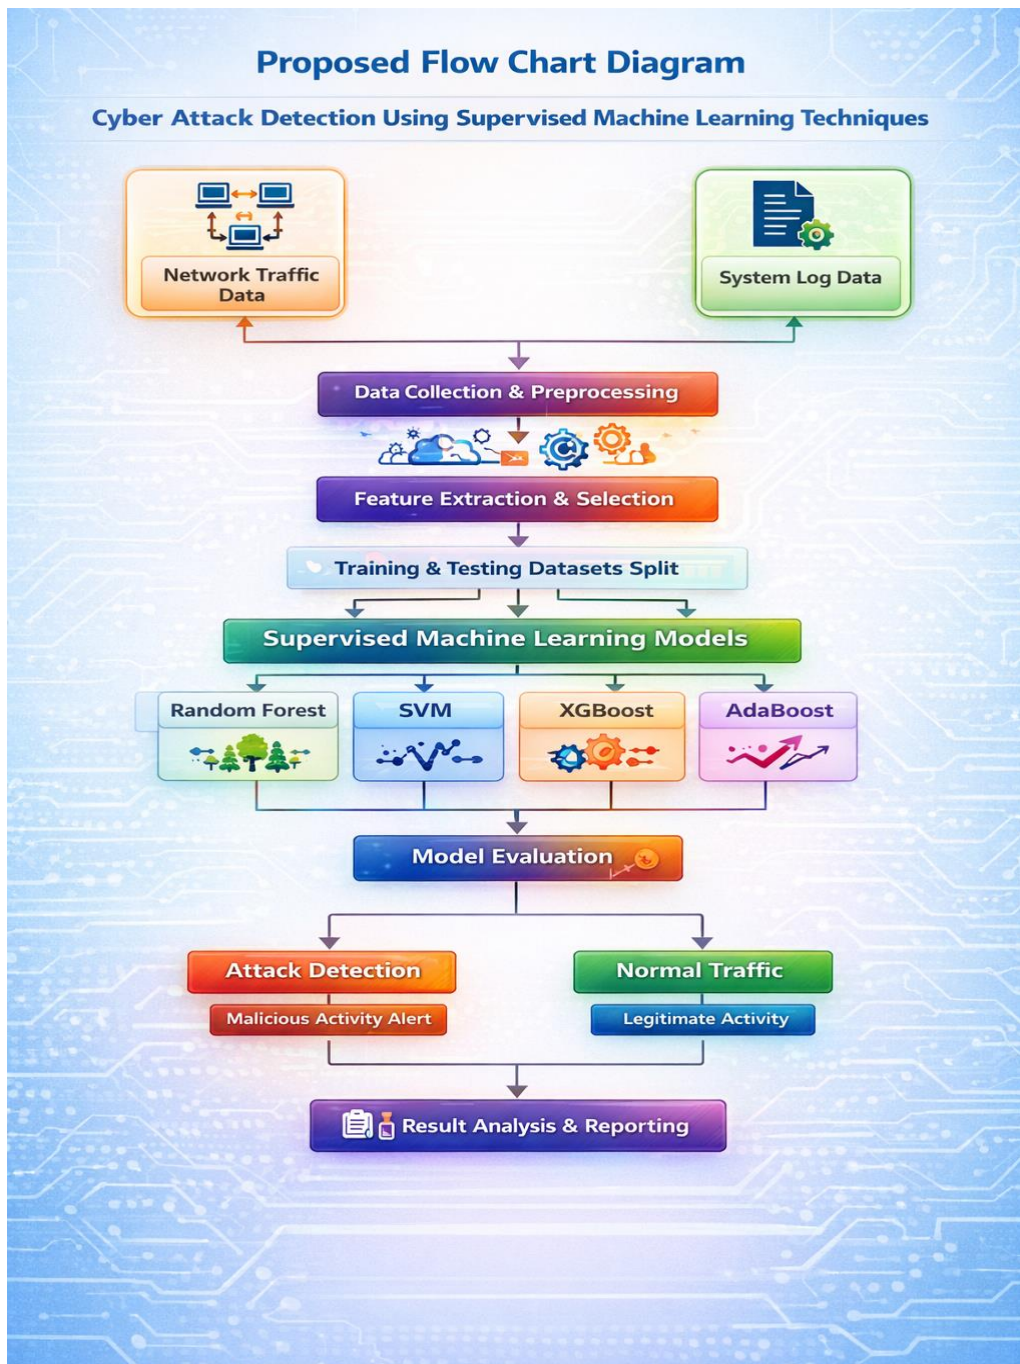 Proposed Flow Chart Diagram
Cyber Attack Detection Using Supervised Machine Learning Techniques
Network Traffic
Data
System Log Data
Data Collection & Preprocessing
Feature Extraction & Selection
Training & Testing Datasets Split
Supervised Machine Learning Models
Random Forest
SVM
XGBoost
AdaBoost
Model Evaluation
Attack Detection
Normal Traffic
Malicious Activity Alert
Legitimate Activity
Result Analysis & Reporting